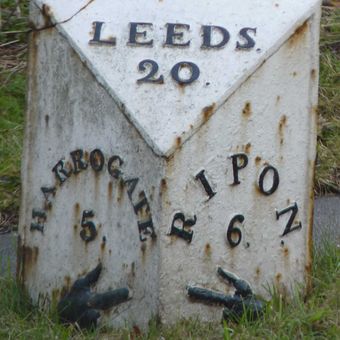 LEEDS.
20
HARROGATE
5.
RIPON
6.